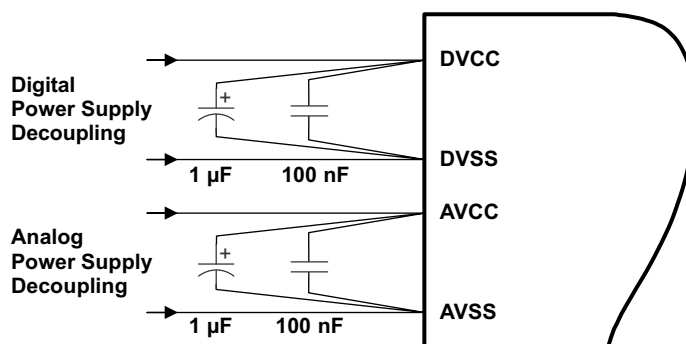 DVCC
Digital
Power Supply
Decoupling
+
DVSS
1 µF 100 nF
AVCC
Analog
Power Supply
Decoupling
+
AVSS
1 µF 100 nF